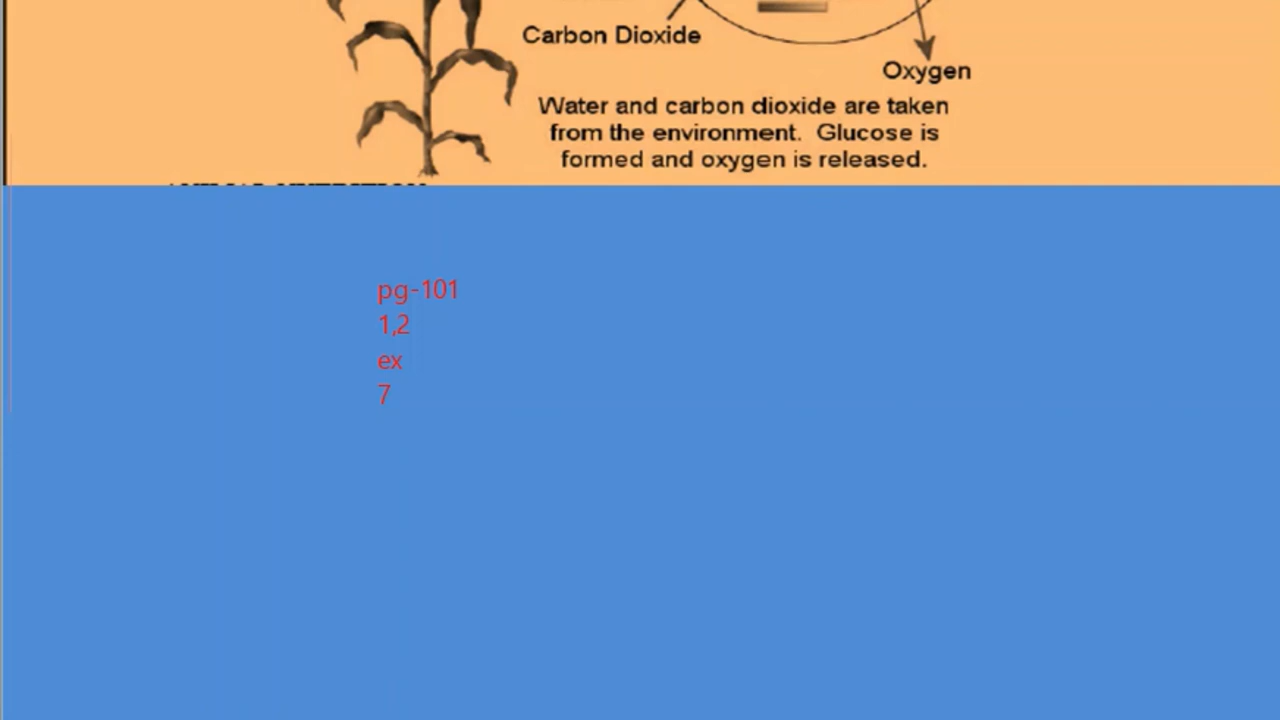 Carbon Dioxide
Oxygen
Water and carbon dioxide are taken
from the environment. Glucose is
formed and oxygen is released.
pg-101
1,2
ex
7